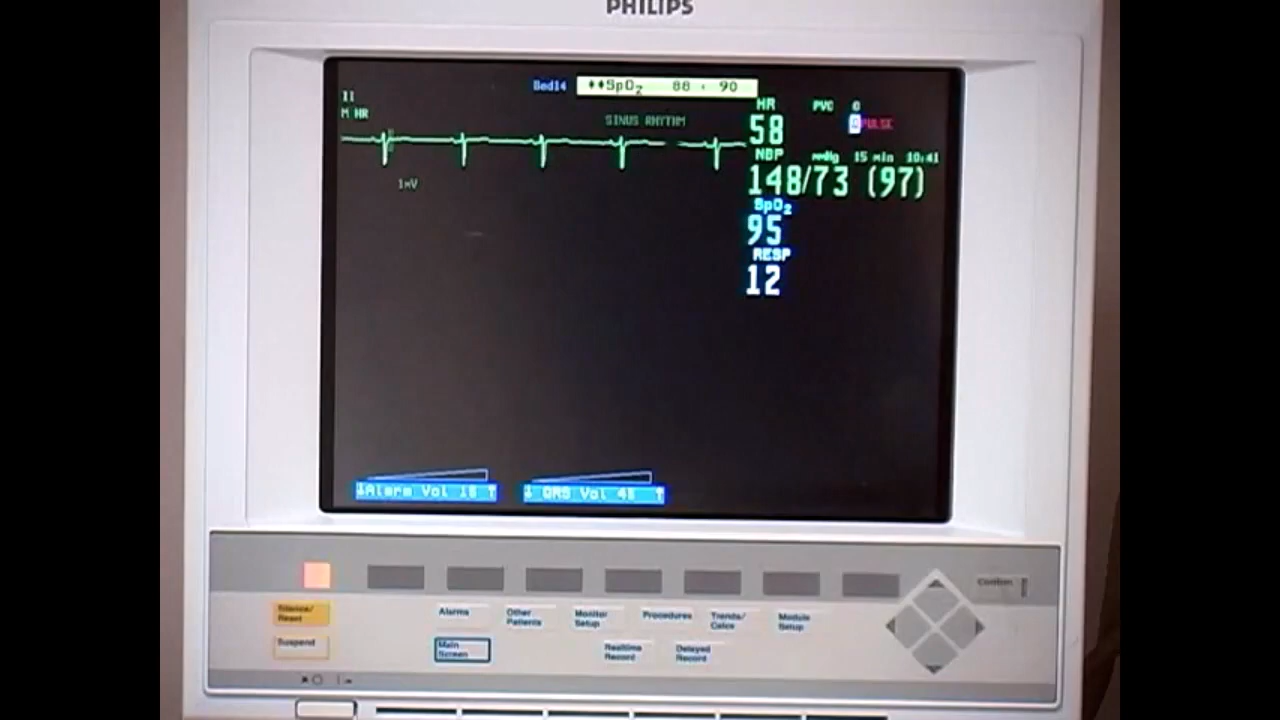 PHILIPS
Bed14 **SpO₂ 88 < 90
II
M HR
SINUS RHYTHM
HR PVC 0
58 PULSE
NBP mmHg 15 min 10:41
148/73 (97)
1mV
SpO₂
95
RESP
12
Alarm Vol
QRS Vol
Silence/
Reset
Suspend
Alarms
Main
Screen
Other
Patients
Monitor
Setup
Procedures
Trends/
Calcs
Module
Setup
Realtime
Record
Delayed
Record
Confirm